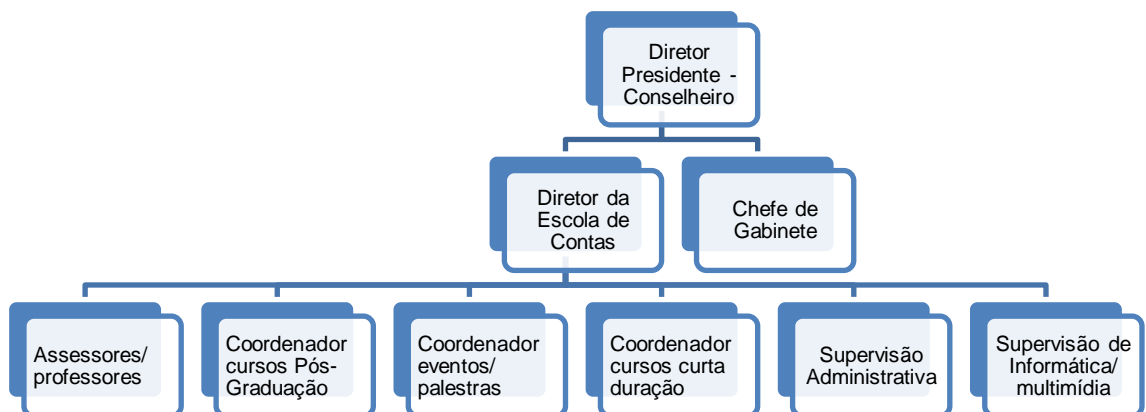 Diretor
Presidente -
Conselheiro
Diretor da
Escola de
Contas
Chefe de
Gabinete
Assessores/
professores
Coordenador
cursos Pós-
Graduação
Coordenador
eventos/
palestras
Coordenador
cursos curta
duração
Supervisão
Administrativa
Supervisão de
Informática/
multimídia